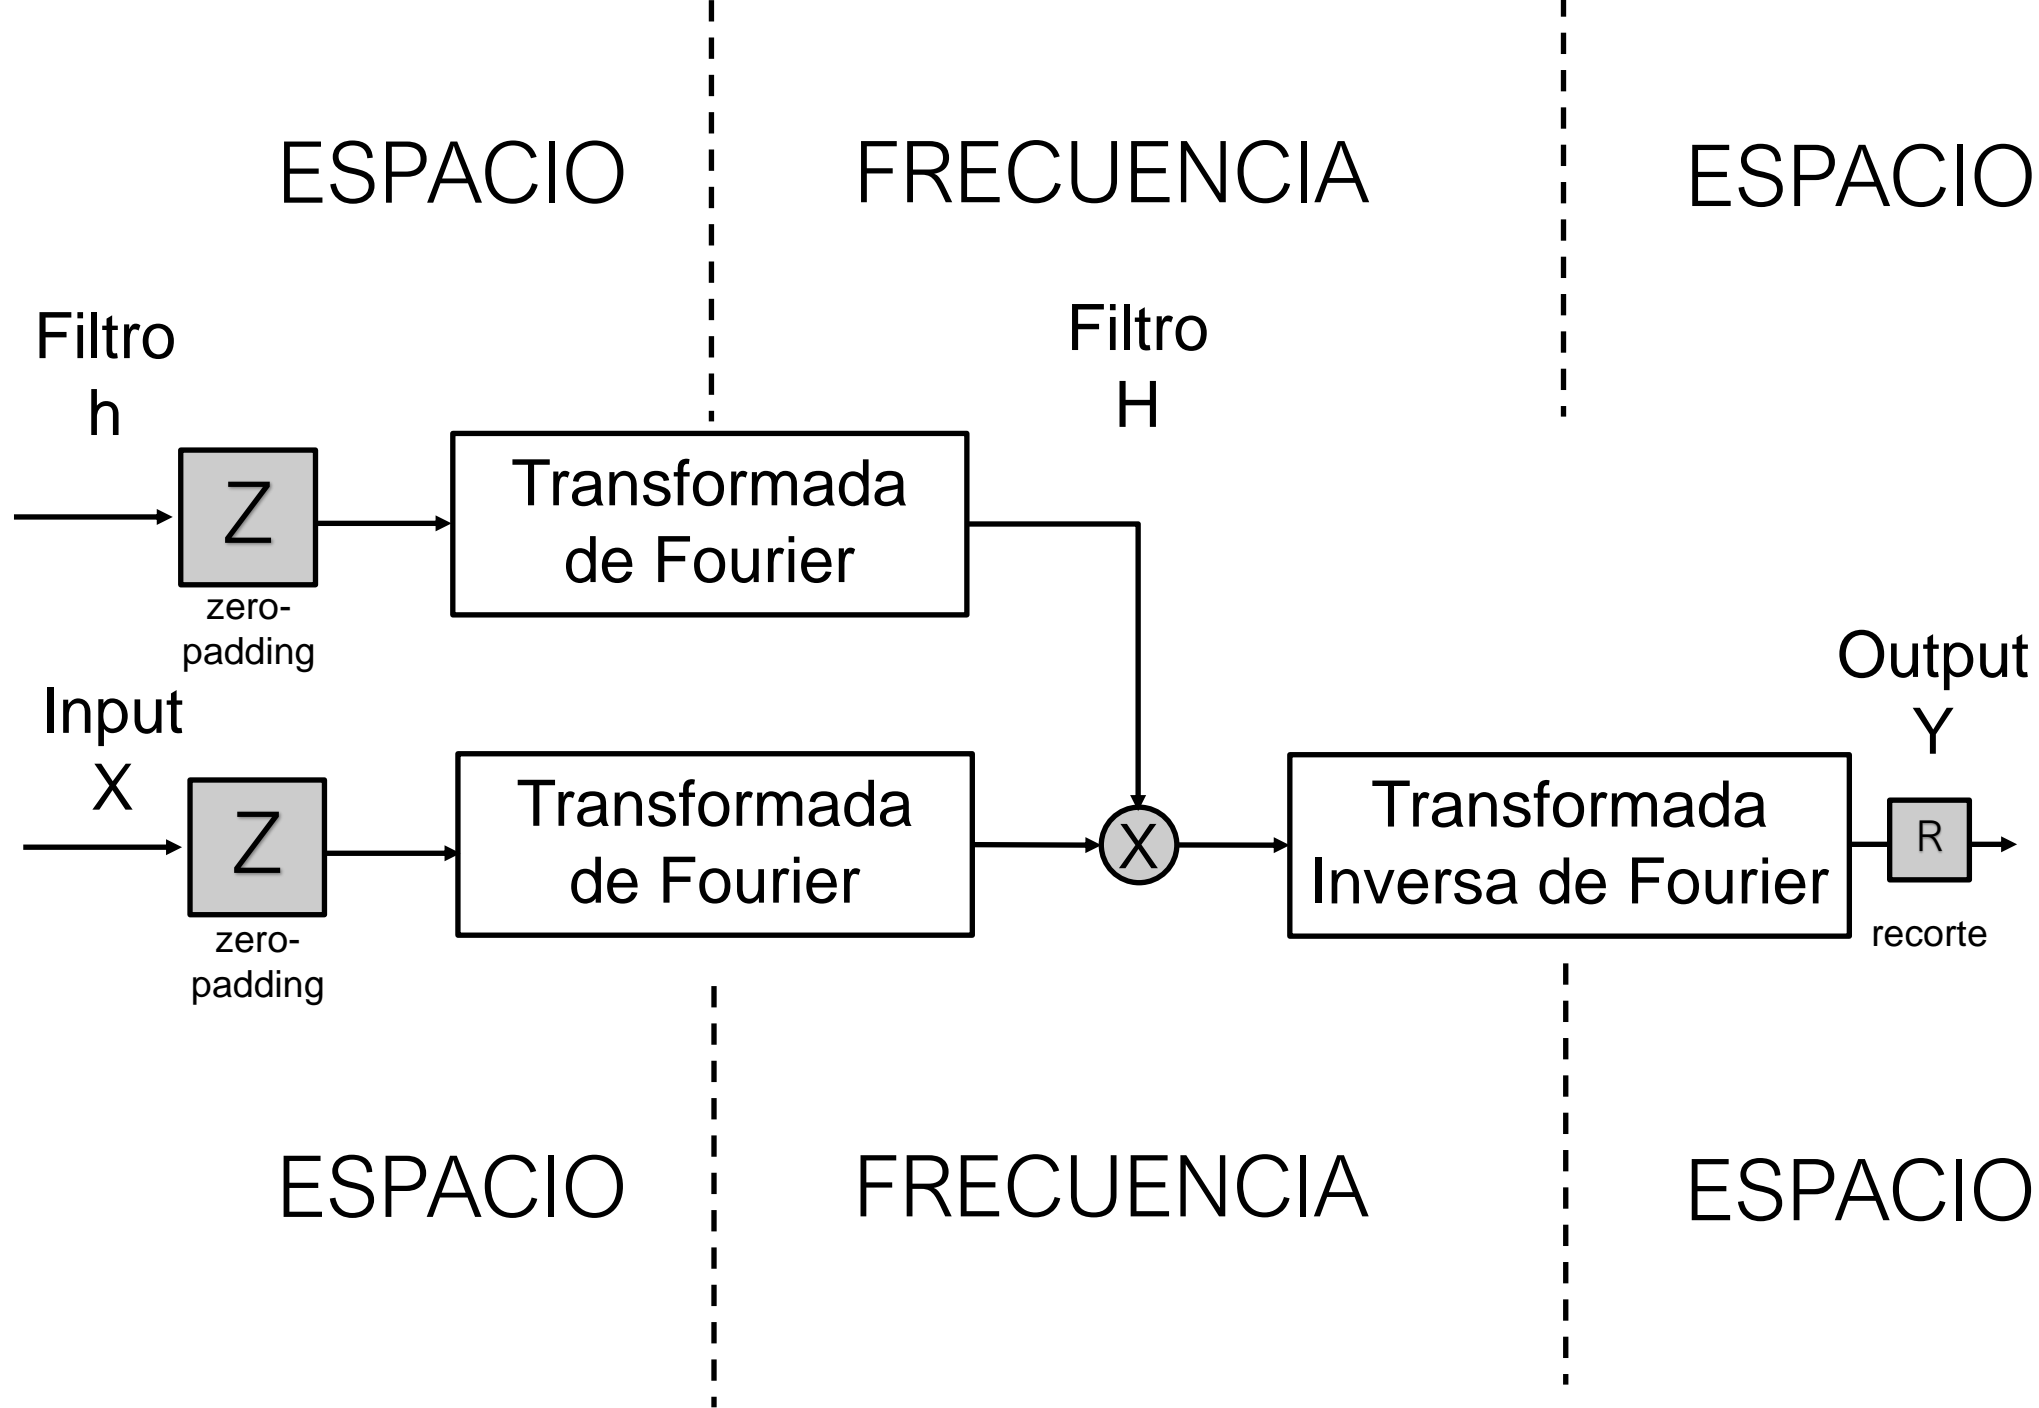 ESPACIO
FRECUENCIA
ESPACIO
Filtro
h
Filtro
H
Z
zero-
padding
Transformada
de Fourier
Input
X
Z
zero-
padding
Transformada
de Fourier
X
Transformada
Inversa de Fourier
Output
Y
R
recorte
ESPACIO
FRECUENCIA
ESPACIO